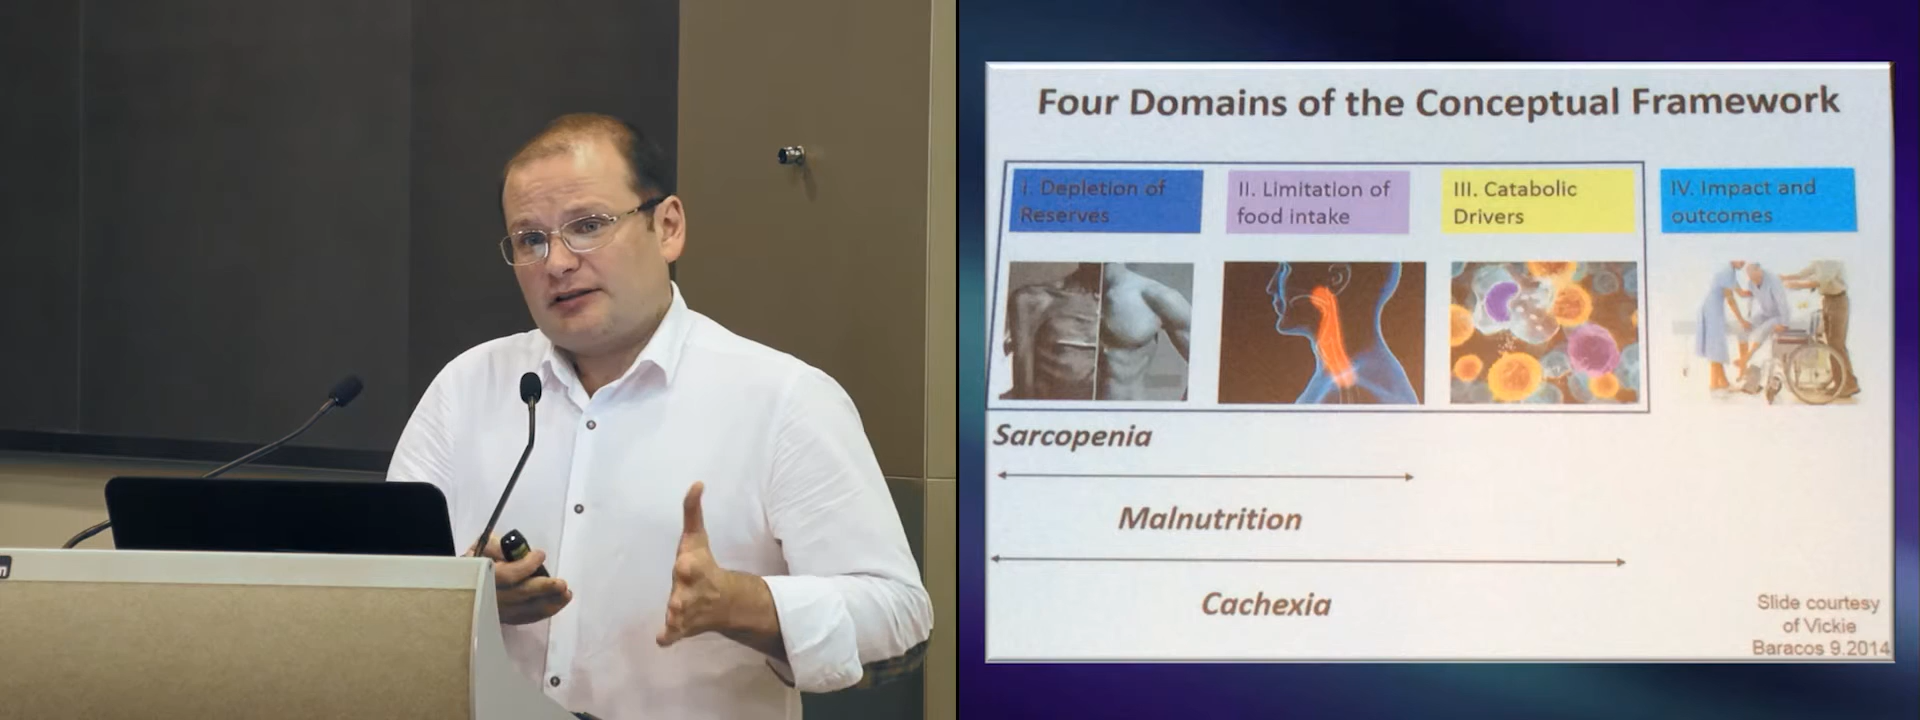 Four Domains of the Conceptual Framework
I. Depletion of
Reserves
II. Limitation of
food intake
III. Catabolic
Drivers
IV. Impact and
outcomes
Sarcopenia
Malnutrition
Cachexia
Slide courtesy
of Vickie
Baracos 9.2014